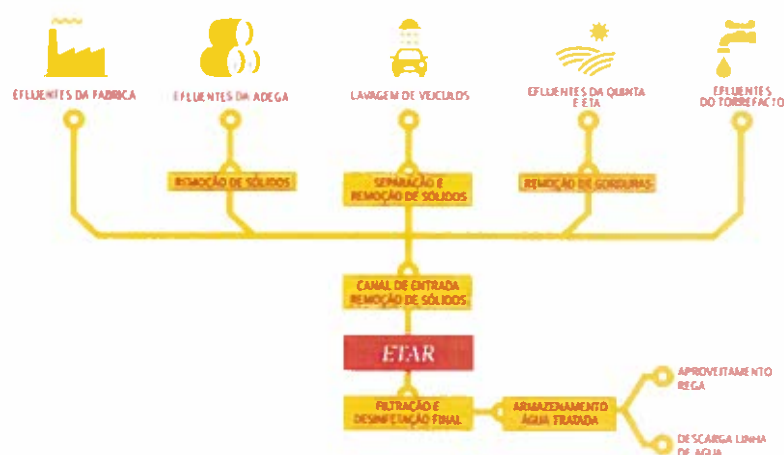 EFLUENTES DA FABRICA
EFLUENTES DA ADEGA
LAVAGEM DE VEICULOS
EFLUENTES DA QUINTA
E ETA
EFLUENTES
DO TORREFACTO
REMOÇÃO DE SÓLIDOS
SEPARAÇÃO E
REMOÇÃO DE SÓLIDOS
REMOÇÃO DE GORDURAS
CANAL DE ENTRADA
REMOÇÃO DE SÓLIDOS
ETAR
FILTRAÇÃO E
DESINFETAÇÃO FINAL
ARMAZENAMENTO
ÁGUA TRATADA
APROVEITAMENTO
REGA
DESCARGA LINHA
DE AGUA